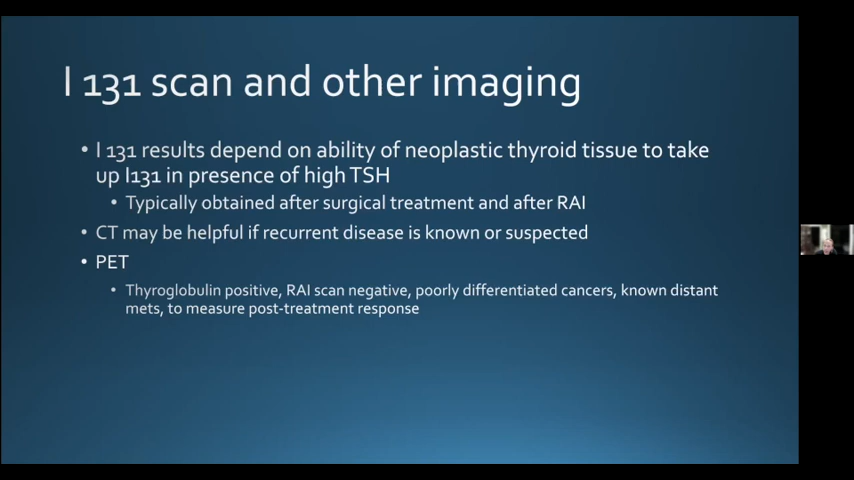 I 131 scan and other imaging
• I 131 results depend on ability of neoplastic thyroid tissue to take
up I131 in presence of high TSH
• Typically obtained after surgical treatment and after RAI
• CT may be helpful if recurrent disease is known or suspected
• PET
• Thyroglobulin positive, RAI scan negative, poorly differentiated cancers, known distant
mets, to measure post-treatment response